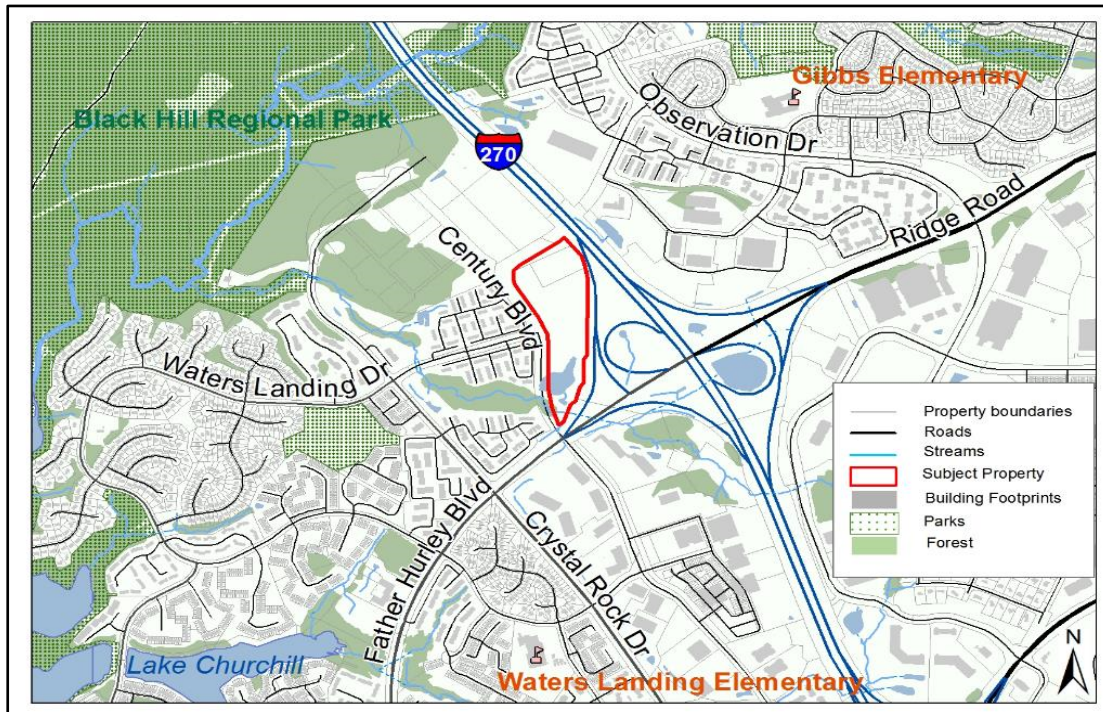 Gibbs Elementary
Black Hill Regional Park
Observation Dr
270
Ridge Road
Century Blvd
Waters Landing Dr
Property boundaries
Roads
Streams
Subject Property
Building Footprints
Parks
Forest
Father Hurley Blvd
Crystal Rock Dr
Lake Churchill
Waters Landing Elementary
N